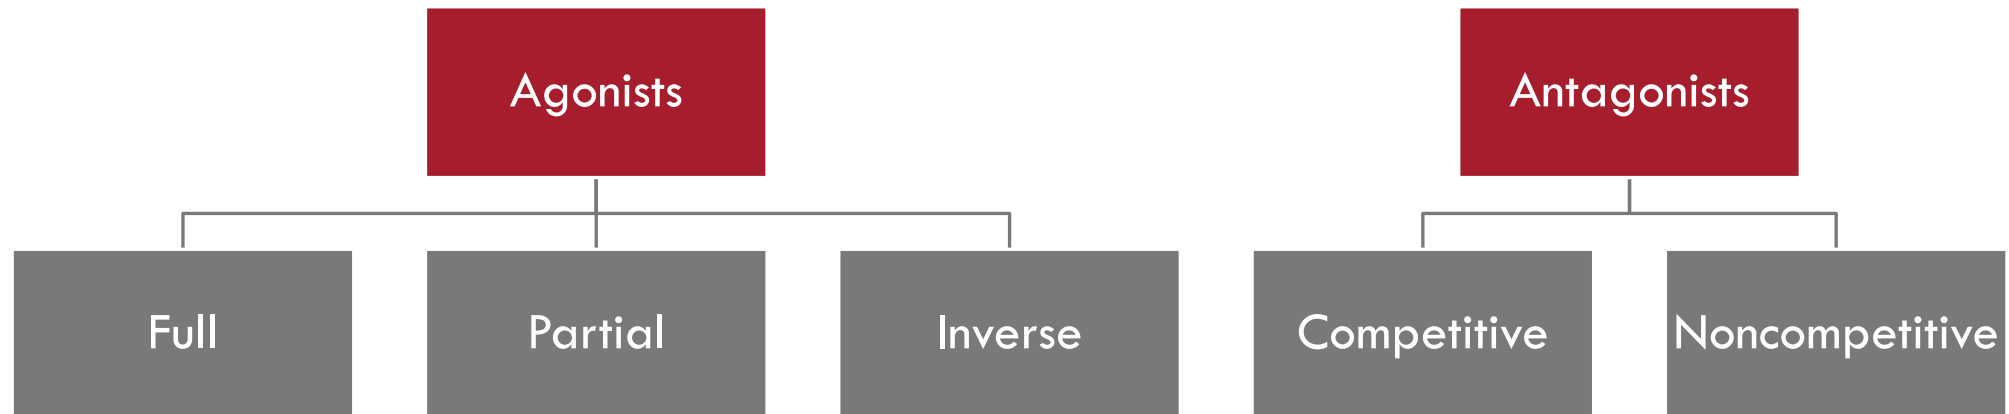 Agonists
Antagonists
Full
Partial
Inverse
Competitive
Noncompetitive